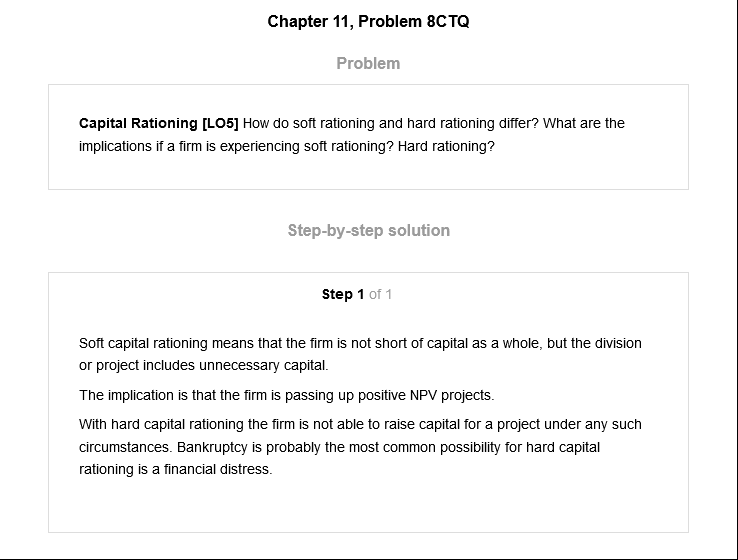 Chapter 11, Problem 8CTQ
Problem
Capital Rationing [LO5] How do soft rationing and hard rationing differ? What are the
implications if a firm is experiencing soft rationing? Hard rationing?
Step-by-step solution
Step 1 of 1
Soft capital rationing means that the firm is not short of capital as a whole, but the division
or project includes unnecessary capital.
The implication is that the firm is passing up positive NPV projects.
With hard capital rationing the firm is not able to raise capital for a project under any such
circumstances. Bankruptcy is probably the most common possibility for hard capital
rationing is a financial distress.